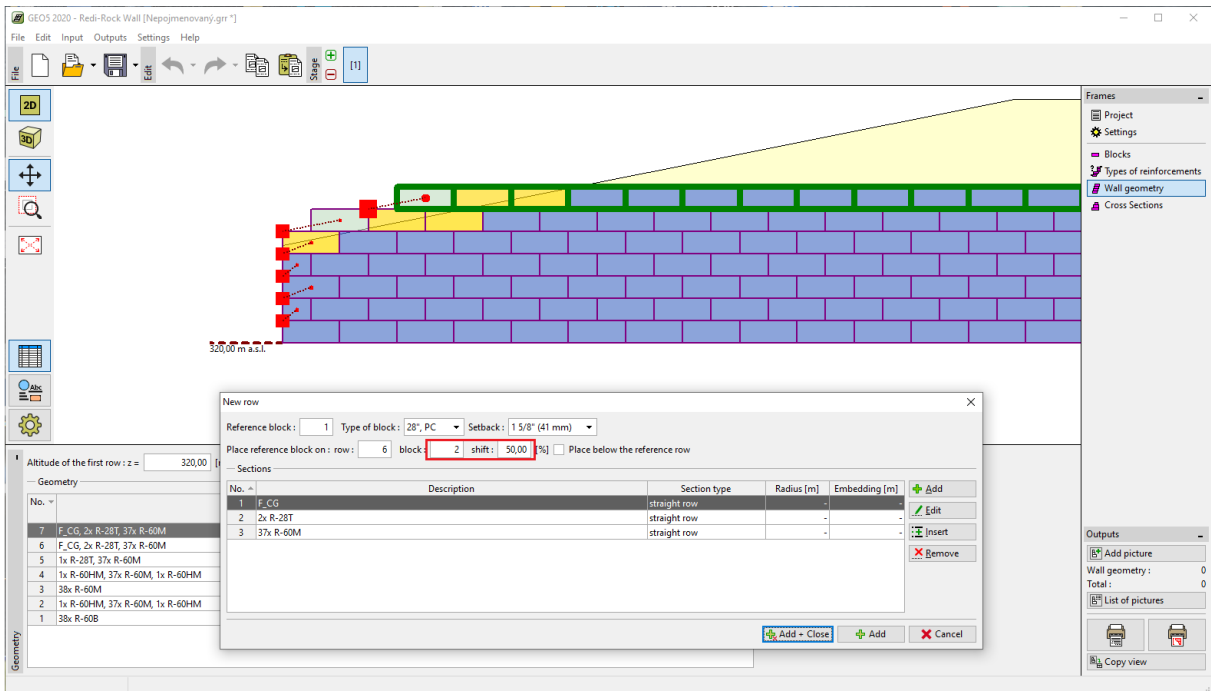 GEO5 2020 - Redi-Rock Wall [Nepojmenovaný.grr *]
File Edit Input Outputs Settings Help
File
Edit
Stage
[1]
2D
3D
Abc
320,00 m a.s.l.
Frames
Project
Settings
Blocks
Types of reinforcements
Wall geometry
Cross Sections
New row
Reference block : 1 Type of block : 28", PC Setback : 1 5/8" (41 mm)
Place reference block on : row : 6 block : 2 shift : 50,00 [%] Place below the reference row
Sections
No. Description Section type Radius [m] Embedding [m]
1 F_CG straight row - -
2 2x R-28T straight row - -
3 37x R-60M straight row - -
Add
Edit
Insert
Remove
Add + Close Add Cancel
Altitude of the first row : z = 320,00
Geometry
No.
7 F_CG, 2x R-28T, 37x R-60M
6 F_CG, 2x R-28T, 37x R-60M
5 1x R-28T, 37x R-60M
4 1x R-60HM, 37x R-60M, 1x R-60HM
3 38x R-60M
2 1x R-60HM, 37x R-60M, 1x R-60HM
1 38x R-60B
Geometry
Outputs
Add picture
Wall geometry : 0
Total : 0
List of pictures
Copy view